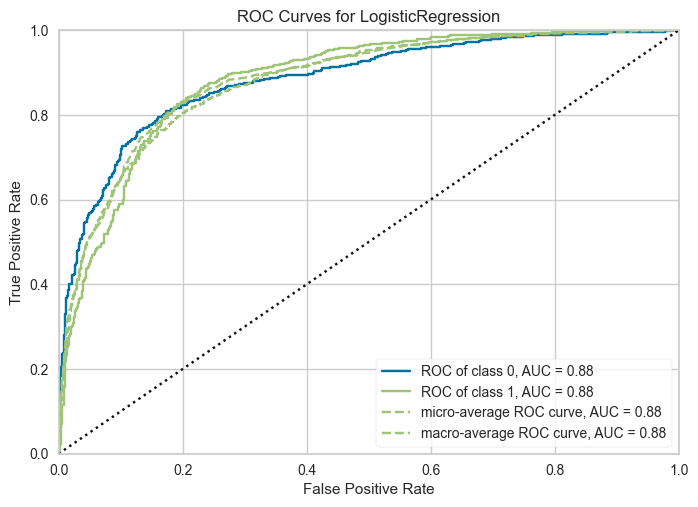 ROC Curves for LogisticRegression
1.0
0.8
0.6
0.4
0.2
0.0
True Positive Rate
ROC of class 0, AUC = 0.88
ROC of class 1, AUC = 0.88
micro-average ROC curve, AUC = 0.88
macro-average ROC curve, AUC = 0.88
0.0 0.2 0.4 0.6 0.8 1.0
False Positive Rate